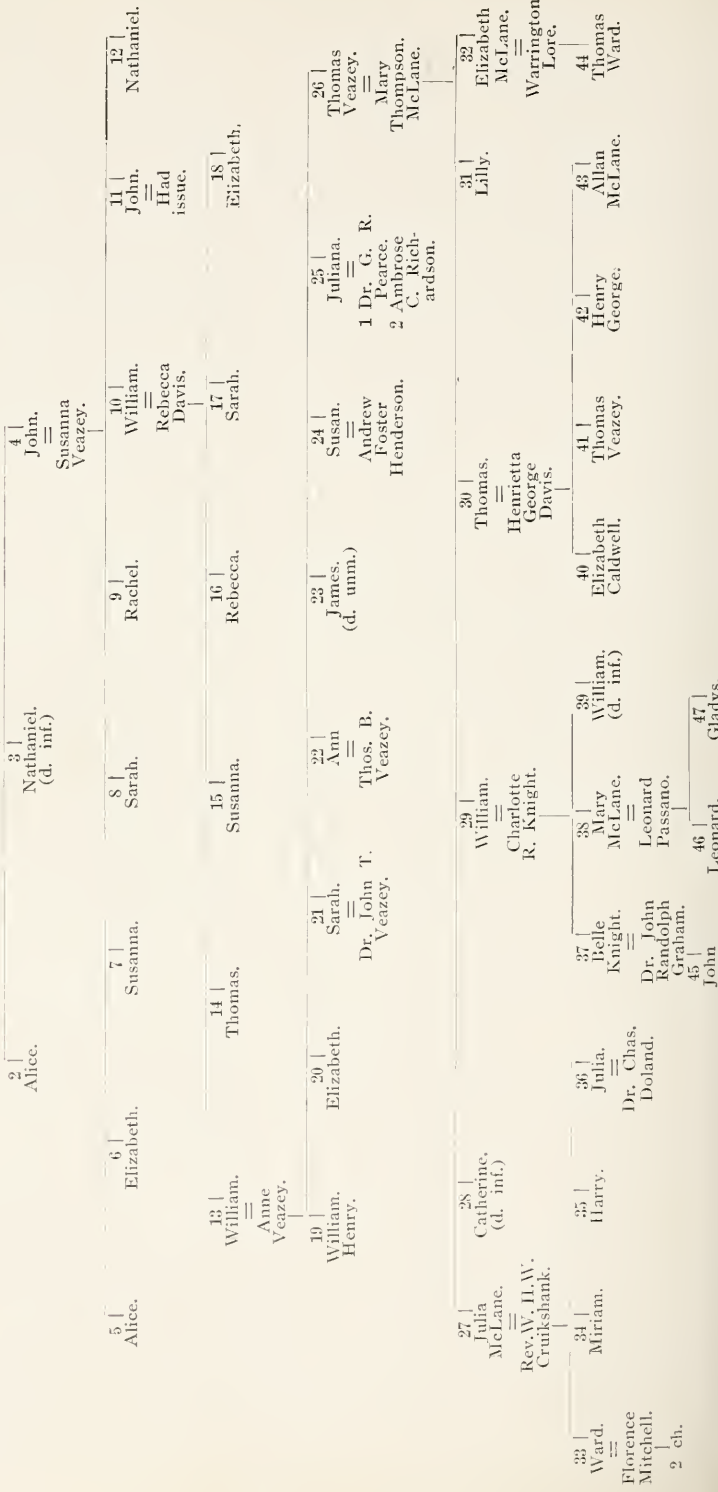 2
Alice.
3
Nathaniel.
(d. inf.)
4
John.
=
Susanna
Veazey.
5
Alice.
6
Elizabeth.
7
Susanna.
8
Sarah.
9
Rachel.
10
William.
=
Rebecca
Davis.
11
John.
=
Had
issue.
12
Nathaniel.
13
William.
=
Anne
Veazey.
14
Thomas.
15
Susanna.
16
Rebecca.
17
Sarah.
18
Elizabeth.
19
William
Henry.
20
Elizabeth.
21
Sarah.
=
Dr. John T.
Veazey.
22
Ann
=
Thos. B.
Veazey.
23
James.
(d. unm.)
24
Susan.
=
Andrew
Foster
Henderson.
25
Juliana.
=
1 Dr. G. R.
Pearce.
2 Ambrose
C. Rich-
ardson.
26
Thomas
Veazey.
=
Mary
Thompson.
McLane.
27
Julia
McLane.
=
Rev. W. H. W.
Cruikshank.
28
Catherine.
(d. inf.)
29
William.
=
Charlotte
R. Knight.
30
Thomas.
=
Henrietta
George
Davis.
31
Lilly.
32
Elizabeth
McLane.
=
Warrington
Lore.
33
Ward.
=
Florence
Mitchell.
2 ch.
34
Miriam.
35
Harry.
36
Julia.
=
Dr. Chas.
Doland.
37
Belle
Knight.
=
Dr. John
Randolph
Graham.
45
John
38
Mary
McLane.
=
Leonard
Passano.
46
Leonard.
47
Gladys
39
William.
(d. inf.)
40
Elizabeth
Caldwell.
41
Thomas
Veazey.
42
Henry
George.
43
Allan
McLane.
44
Thomas
Ward.